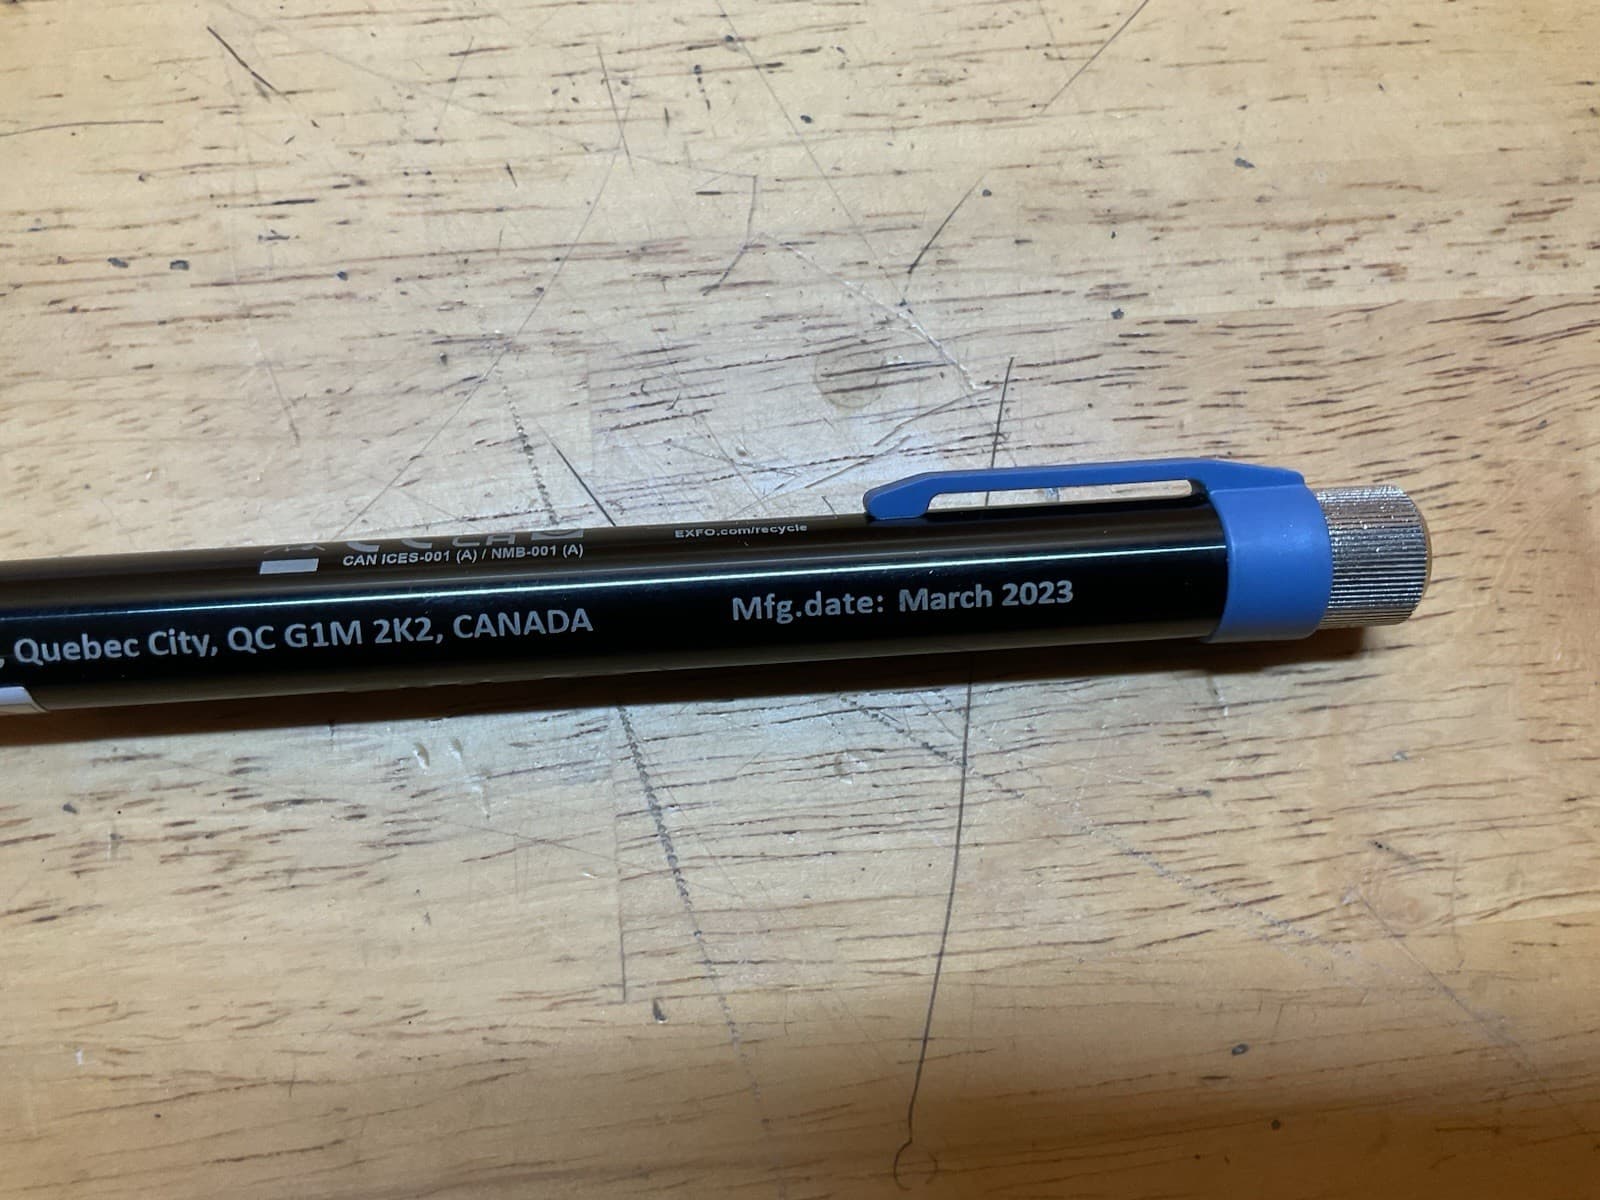 EXFO.com/recycle
CAN ICES-001 (A) / NMB-001 (A)
, Quebec City, QC G1M 2K2, CANADA
Mfg.date: March 2023